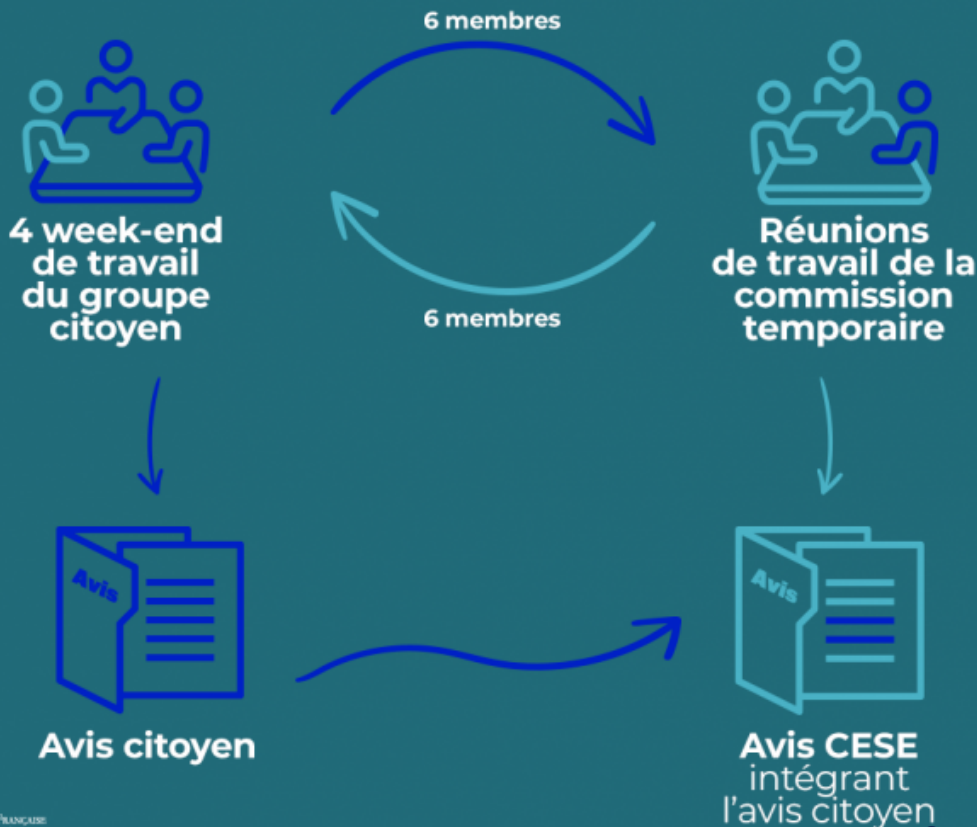 6 membres
4 week-end
de travail
du groupe
citoyen
Réunions
de travail de la
commission
temporaire
6 membres
Avis
Avis
Avis citoyen
Avis CESE
intégrant
l'avis citoyen
FRANÇAISE